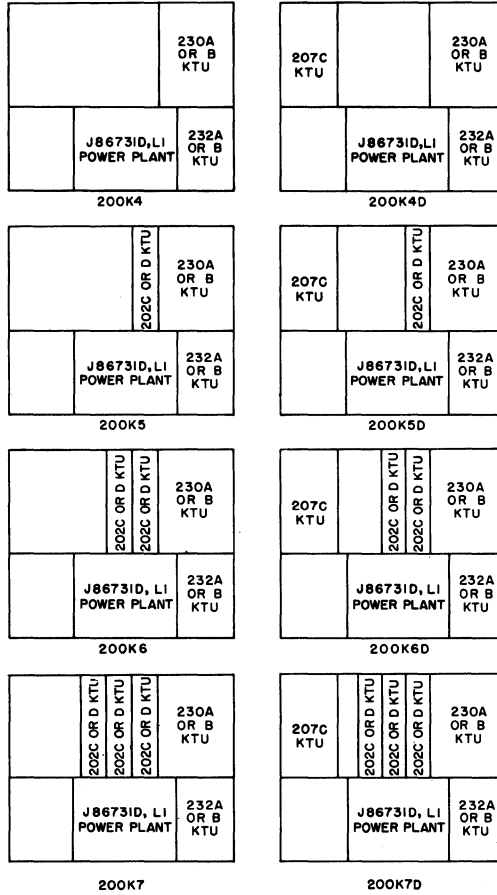 230A
OR B
KTU
J86731D, L1
POWER PLANT
232A
OR B
KTU
200K4
207C
KTU
230A
OR B
KTU
J86731D, L1
POWER PLANT
232A
OR B
KTU
200K4D
202C OR D KTU
230A
OR B
KTU
J86731D, L1
POWER PLANT
232A
OR B
KTU
200K5
207C
KTU
202C OR D KTU
230A
OR B
KTU
J86731D, L1
POWER PLANT
232A
OR B
KTU
200K5D
202C OR D KTU
202C OR D KTU
230A
OR B
KTU
J86731D, L1
POWER PLANT
232A
OR B
KTU
200K6
207C
KTU
202C OR D KTU
202C OR D KTU
230A
OR B
KTU
J86731D, L1
POWER PLANT
232A
OR B
KTU
200K6D
202C OR D KTU
202C OR D KTU
202C OR D KTU
230A
OR B
KTU
J86731D, L1
POWER PLANT
232A
OR B
KTU
200K7
207C
KTU
202C OR D KTU
202C OR D KTU
202C OR D KTU
230A
OR B
KTU
J86731D, L1
POWER PLANT
232A
OR B
KTU
200K7D